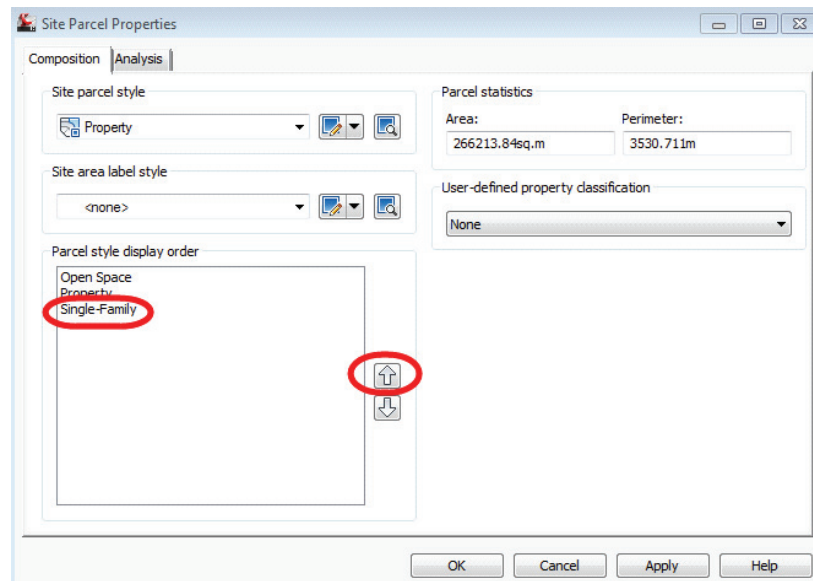 Site Parcel Properties
Composition Analysis
Site parcel style
Property
Site area label style
<none>
Parcel style display order
Open Space
Property
Single-Family
Parcel statistics
Area: Perimeter:
266213.84sq.m 3530.711m
User-defined property classification
None
OK Cancel Apply Help